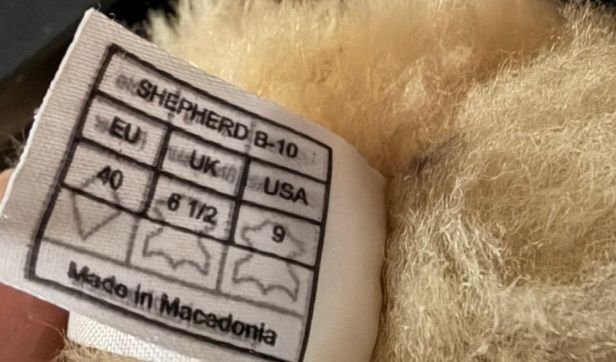 SHEPHERD B-10
EU UK USA
40 6 1/2 9
Made in Macedonia